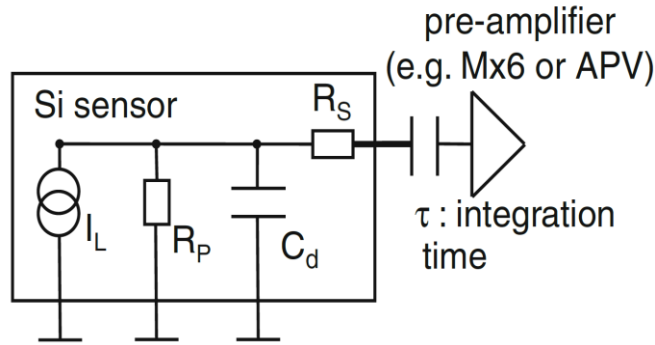 pre-amplifier
(e.g. Mx6 or APV)
Si sensor
R_S
I_L
R_P
C_d
τ : integration
time